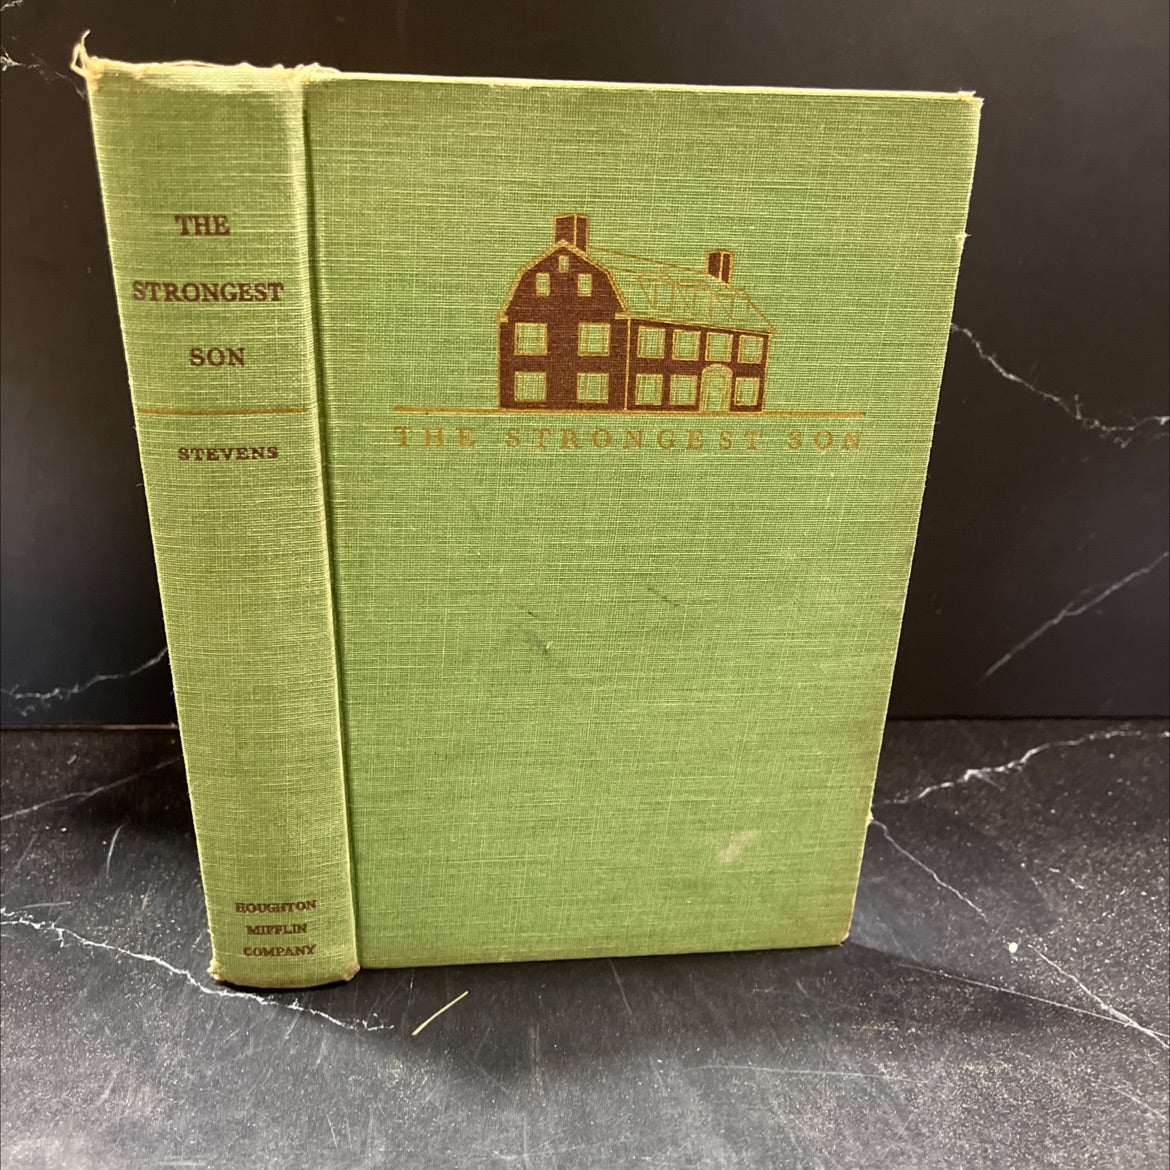 THE
STRONGEST
SON
STEVENS
HOUGHTON
MIFFLIN
COMPANY
THE STRONGEST SON